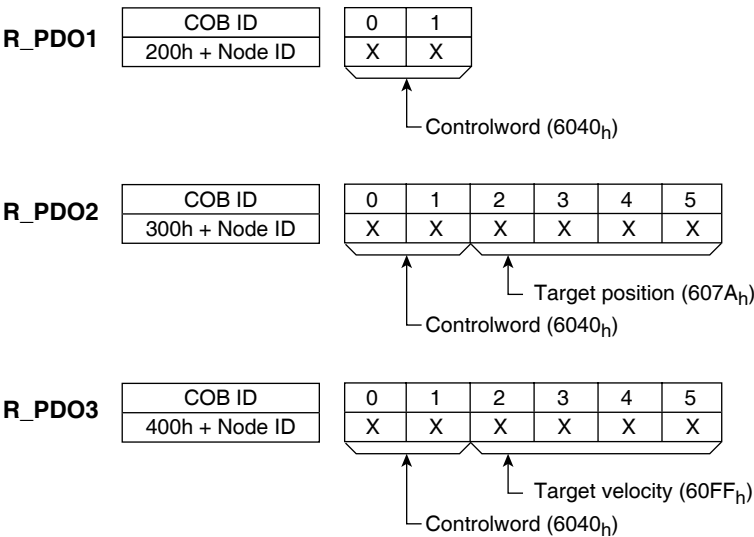 R_PDO1 COB ID 0 1
200h + Node ID X X
Controlword (6040h)
R_PDO2 COB ID 0 1 2 3 4 5
300h + Node ID X X X X X X
Target position (607Ah)
Controlword (6040h)
R_PDO3 COB ID 0 1 2 3 4 5
400h + Node ID X X X X X X
Target velocity (60FFh)
Controlword (6040h)